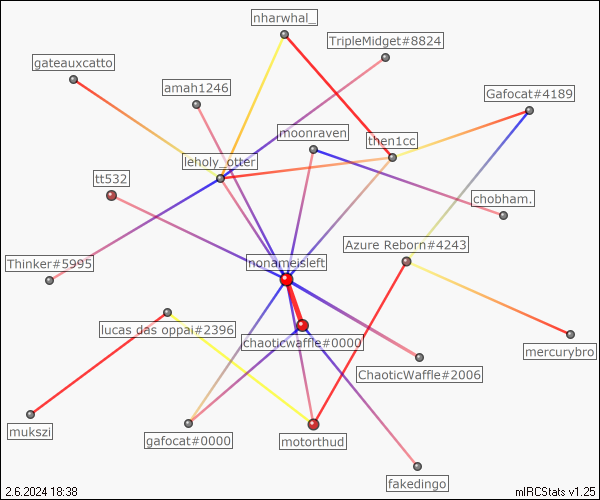 nharwhal_
TripleMidget#8824
gateauxcatto
amah1246
Gafocat#4189
moonraven
then1cc
leholy_otter
tt532
chobham.
Azure Reborn#4243
Thinker#5995
nonameisleft
lucas das oppai#2396
chaoticwaffle#0000
mercurybro
ChaoticWaffle#2006
mukszi
gafocat#0000
motorthud
fakedingo
2.6.2024 18:38
mIRCStats v1.25